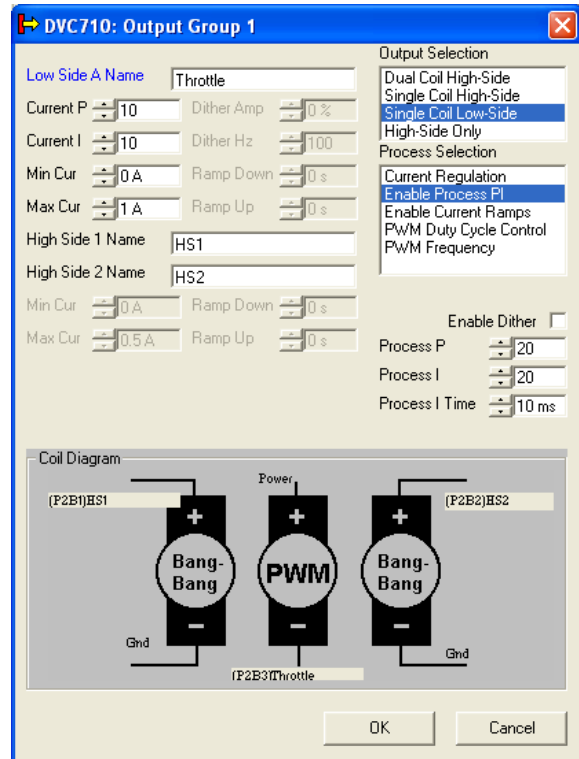 DVC710: Output Group 1
Output Selection
Low Side A Name Throttle
Dual Coil High-Side
Single Coil High-Side
Single Coil Low-Side
High-Side Only
Current P 10 Dither Amp 0 %
Current I 10 Dither Hz 100
Process Selection
Min Cur 0 A Ramp Down 0 s
Max Cur 1 A Ramp Up 0 s
Current Regulation
Enable Process PI
Enable Current Ramps
PWM Duty Cycle Control
PWM Frequency
High Side 1 Name HS1
High Side 2 Name HS2
Min Cur 0 A Ramp Down 0 s
Max Cur 0.5 A Ramp Up 0 s
Enable Dither
Process P 20
Process I 20
Process I Time 10 ms
Coil Diagram
Power
(P2B1)HS1
(P2B2)HS2
+ + +
Bang-Bang
PWM
Bang-Bang
− − −
Gnd
Gnd
(P2B3)Throttle
OK Cancel